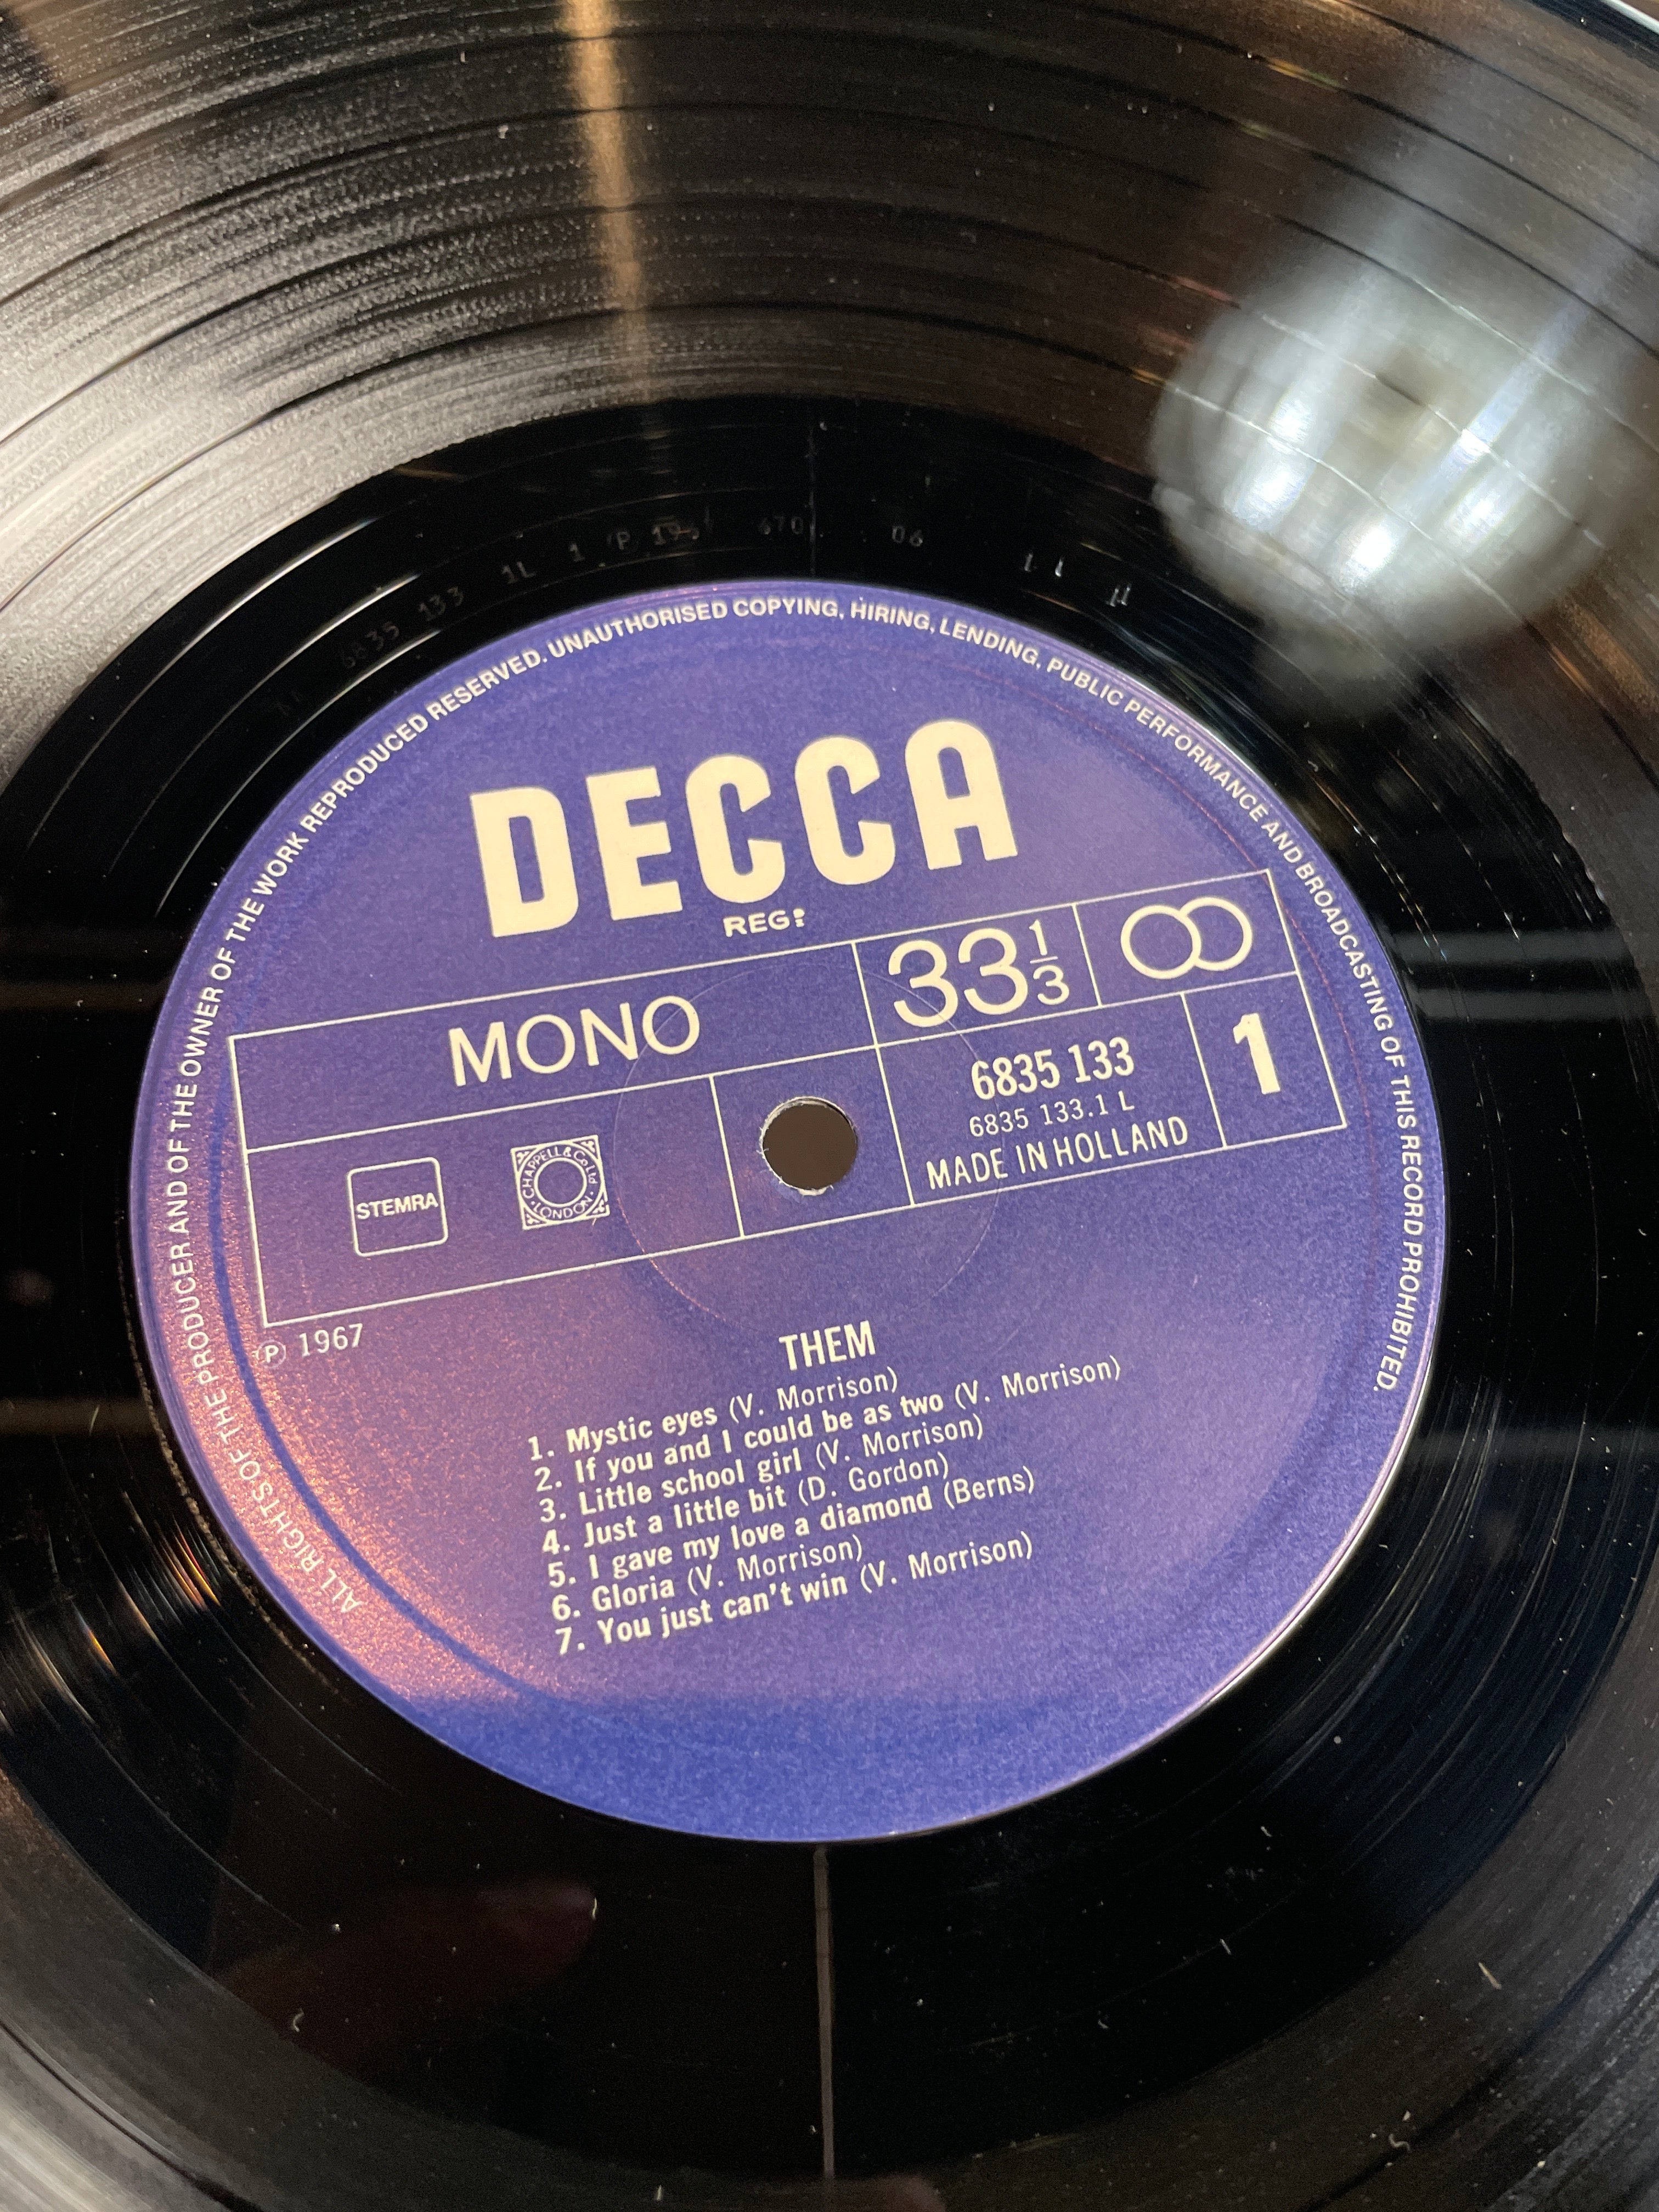 6835 133 1L 1 P 670 06
ALL RIGHTS OF THE PRODUCER AND OF THE OWNER OF THE WORK REPRODUCED RESERVED. UNAUTHORISED COPYING, HIRING, LENDING, PUBLIC PERFORMANCE AND BROADCASTING OF THIS RECORD PROHIBITED.
DECCA
REG:
MONO
33 1/3
6835 133
6835 133.1 L
MADE IN HOLLAND
1
STEMRA
CHAPPELL & Co Ltd · LONDON ·
℗ 1967
THEM
1. Mystic eyes (V. Morrison)
2. If you and I could be as two (V. Morrison)
3. Little school girl (V. Morrison)
4. Just a little bit (D. Gordon)
5. I gave my love a diamond (Berns)
6. Gloria (V. Morrison)
7. You just can't win (V. Morrison)